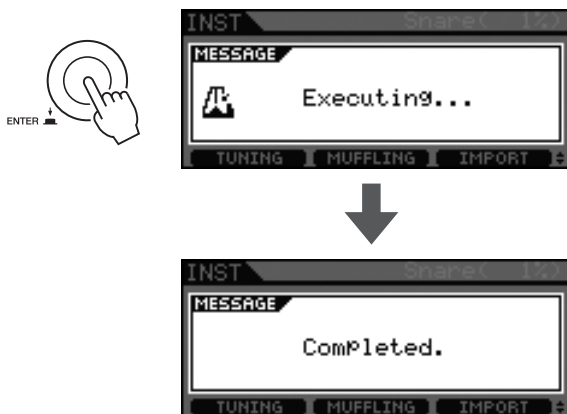 INST Snare( 1%)
MESSAGE
Executing...
ENTER
TUNING MUFFLING IMPORT
INST Snare( 1%)
MESSAGE
Completed.
TUNING MUFFLING IMPORT